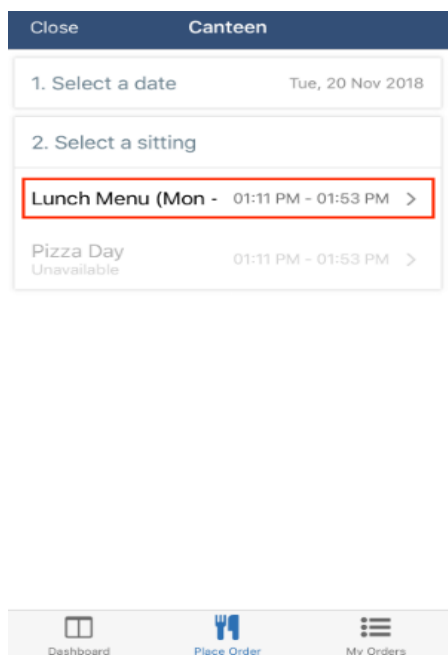 Close Canteen
1. Select a date Tue, 20 Nov 2018
2. Select a sitting
Lunch Menu (Mon - 01:11 PM - 01:53 PM >
Pizza Day 01:11 PM - 01:53 PM >
Unavailable
Dashboard Place Order My Orders